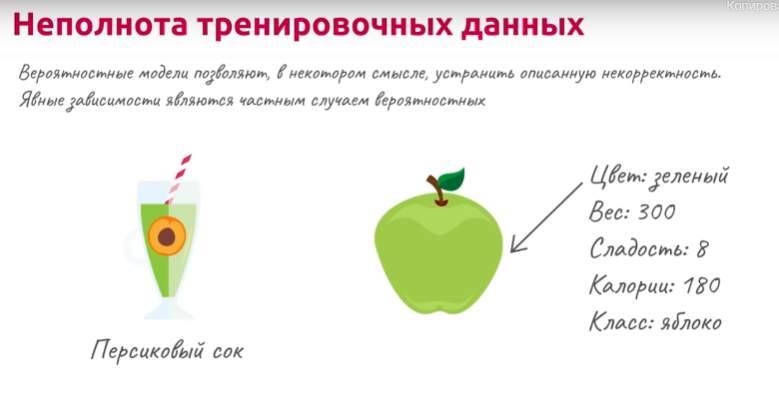 Копиров
Неполнота тренировочных данных
Вероятностные модели позволяют, в некотором смысле, устранить описанную некорректность.
Явные зависимости являются частным случаем вероятностных
Цвет: зеленый
Вес: 300
Сладость: 8
Калории: 180
Класс: яблоко
Персиковый сок